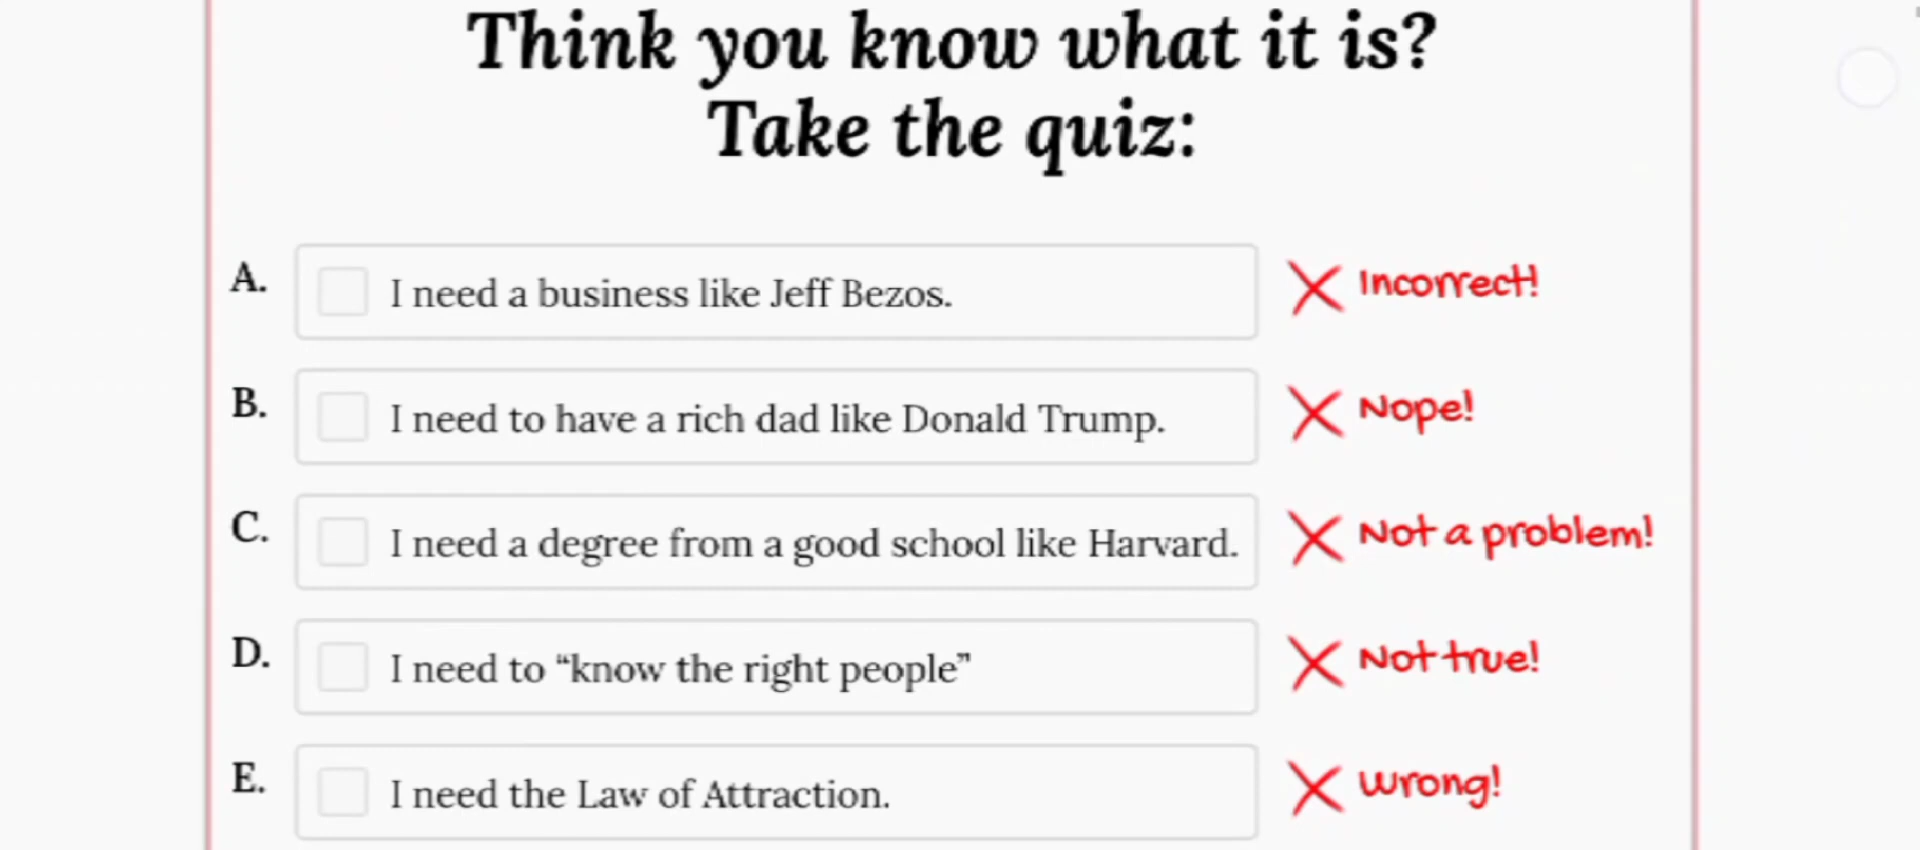 Think you know what it is?
Take the quiz:
A. I need a business like Jeff Bezos. Incorrect!
B. I need to have a rich dad like Donald Trump. Nope!
C. I need a degree from a good school like Harvard. Not a problem!
D. I need to “know the right people” Not true!
E. I need the Law of Attraction. Wrong!